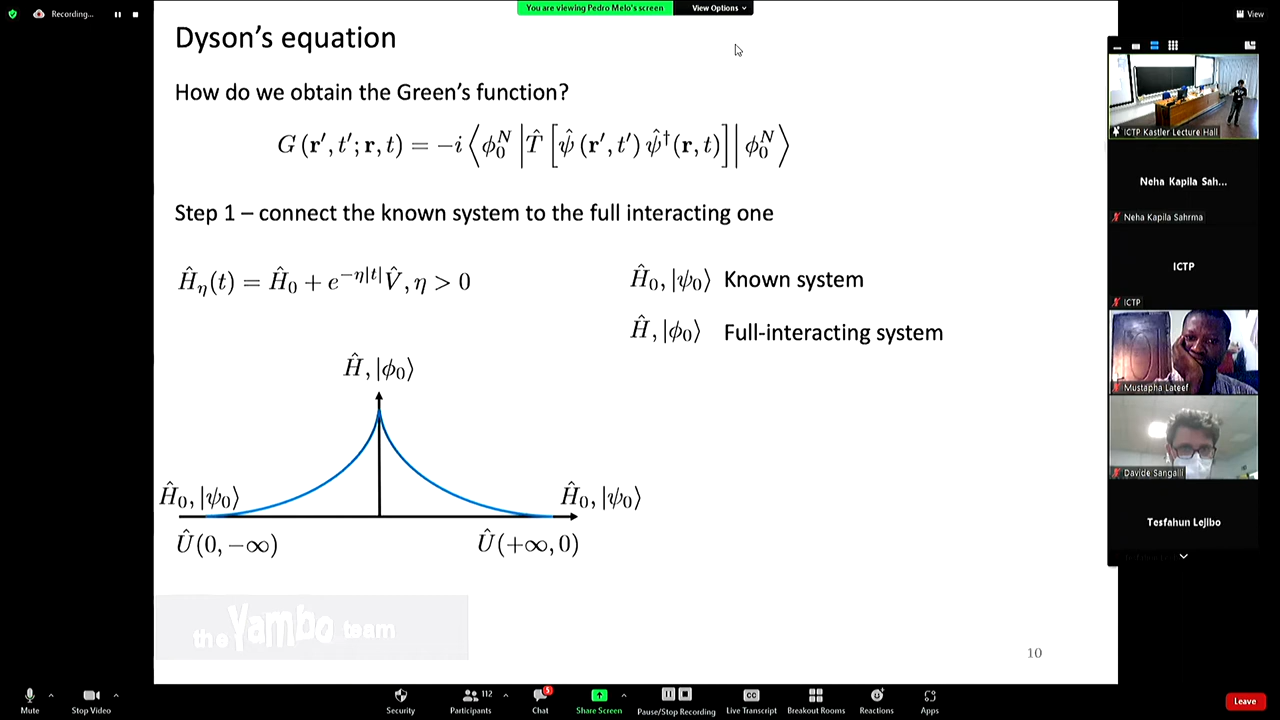 Recording...
You are viewing Pedro Melo's screen
View Options
View
Dyson's equation
How do we obtain the Green's function?
G(r′, t′; r, t) = −i⟨ϕ₀ᴺ|T̂[ψ̂(r′, t′)ψ̂†(r, t)]|ϕ₀ᴺ⟩
Step 1 – connect the known system to the full interacting one
Ĥ_η(t) = Ĥ₀ + e^{−η|t|}V̂, η > 0
Ĥ₀, |ψ₀⟩ Known system
Ĥ, |ϕ₀⟩ Full-interacting system
Ĥ, |ϕ₀⟩
Ĥ₀, |ψ₀⟩
Ĥ₀, |ψ₀⟩
Û(0, −∞)
Û(+∞, 0)
the Yambo team
10
ICTP Kastler Lecture Hall
Neha Kapila Sah...
Neha Kapila Sahrma
ICTP
ICTP
Mustapha Lateef
Davide Sangalli
Tesfahun Lejibo
Mute
Stop Video
Security
112
Participants
5
Chat
Share Screen
Pause/Stop Recording
CC
Live Transcript
Breakout Rooms
Reactions
Apps
Leave